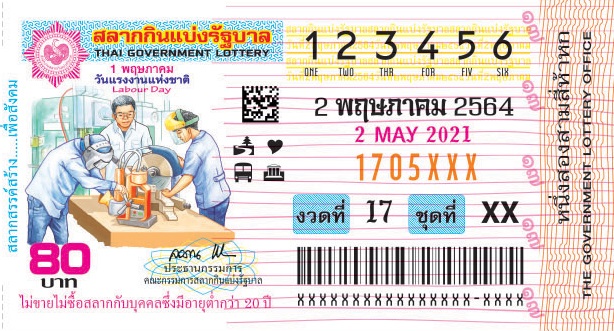 สลากกินแบ่งรัฐบาล
THAI GOVERNMENT LOTTERY
1 พฤษภาคม
วันแรงงานแห่งชาติ
Labour Day
สลากสรรค์สร้าง.....เพื่อสังคม
80
บาท
ประธานกรรมการ
คณะกรรมการสลากกินแบ่งรัฐบาล
ไม่ขายไม่ซื้อสลากกับบุคคลซึ่งมีอายุต่ำกว่า 20 ปี
1 2 3 4 5 6
ONE TWO THR FOR FIV SIX
2 พฤษภาคม 2564
2 MAY 2021
1705XXX
งวดที่ 17 ชุดที่ XX
XXXXXXXXXXXXXXXXX
๑๗ ๑๗ ๑๗ ๑๗
หนึ่งสองสามสี่ห้าหก
THE GOVERNMENT LOTTERY OFFICE